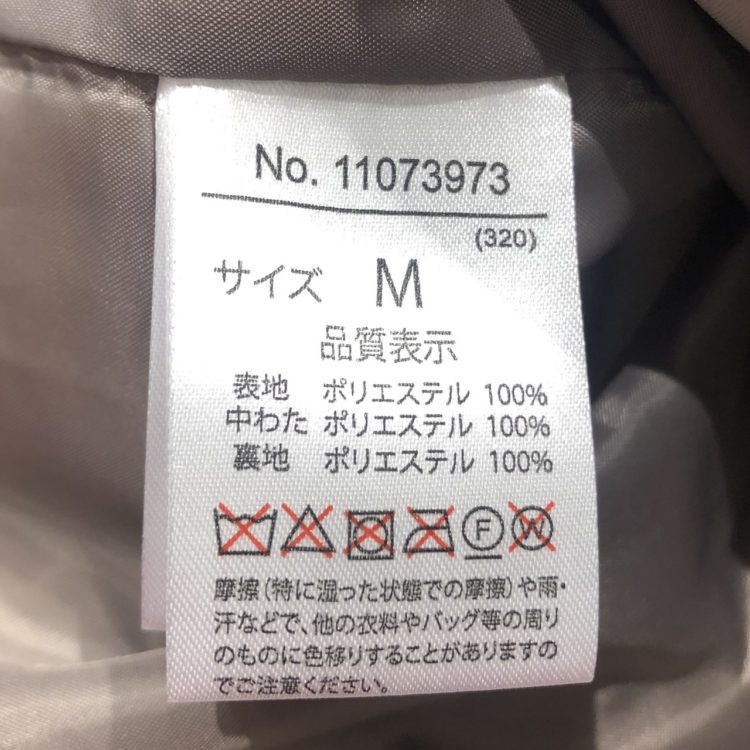 No. 11073973
(320)
サイズ M
品質表示
表地 ポリエステル 100%
中わた ポリエステル 100%
裏地 ポリエステル 100%
F W
摩擦(特に湿った状態での摩擦)や雨・
汗などで、他の衣料やバッグ等の周り
のものに色移りすることがありますの
でご注意ください。